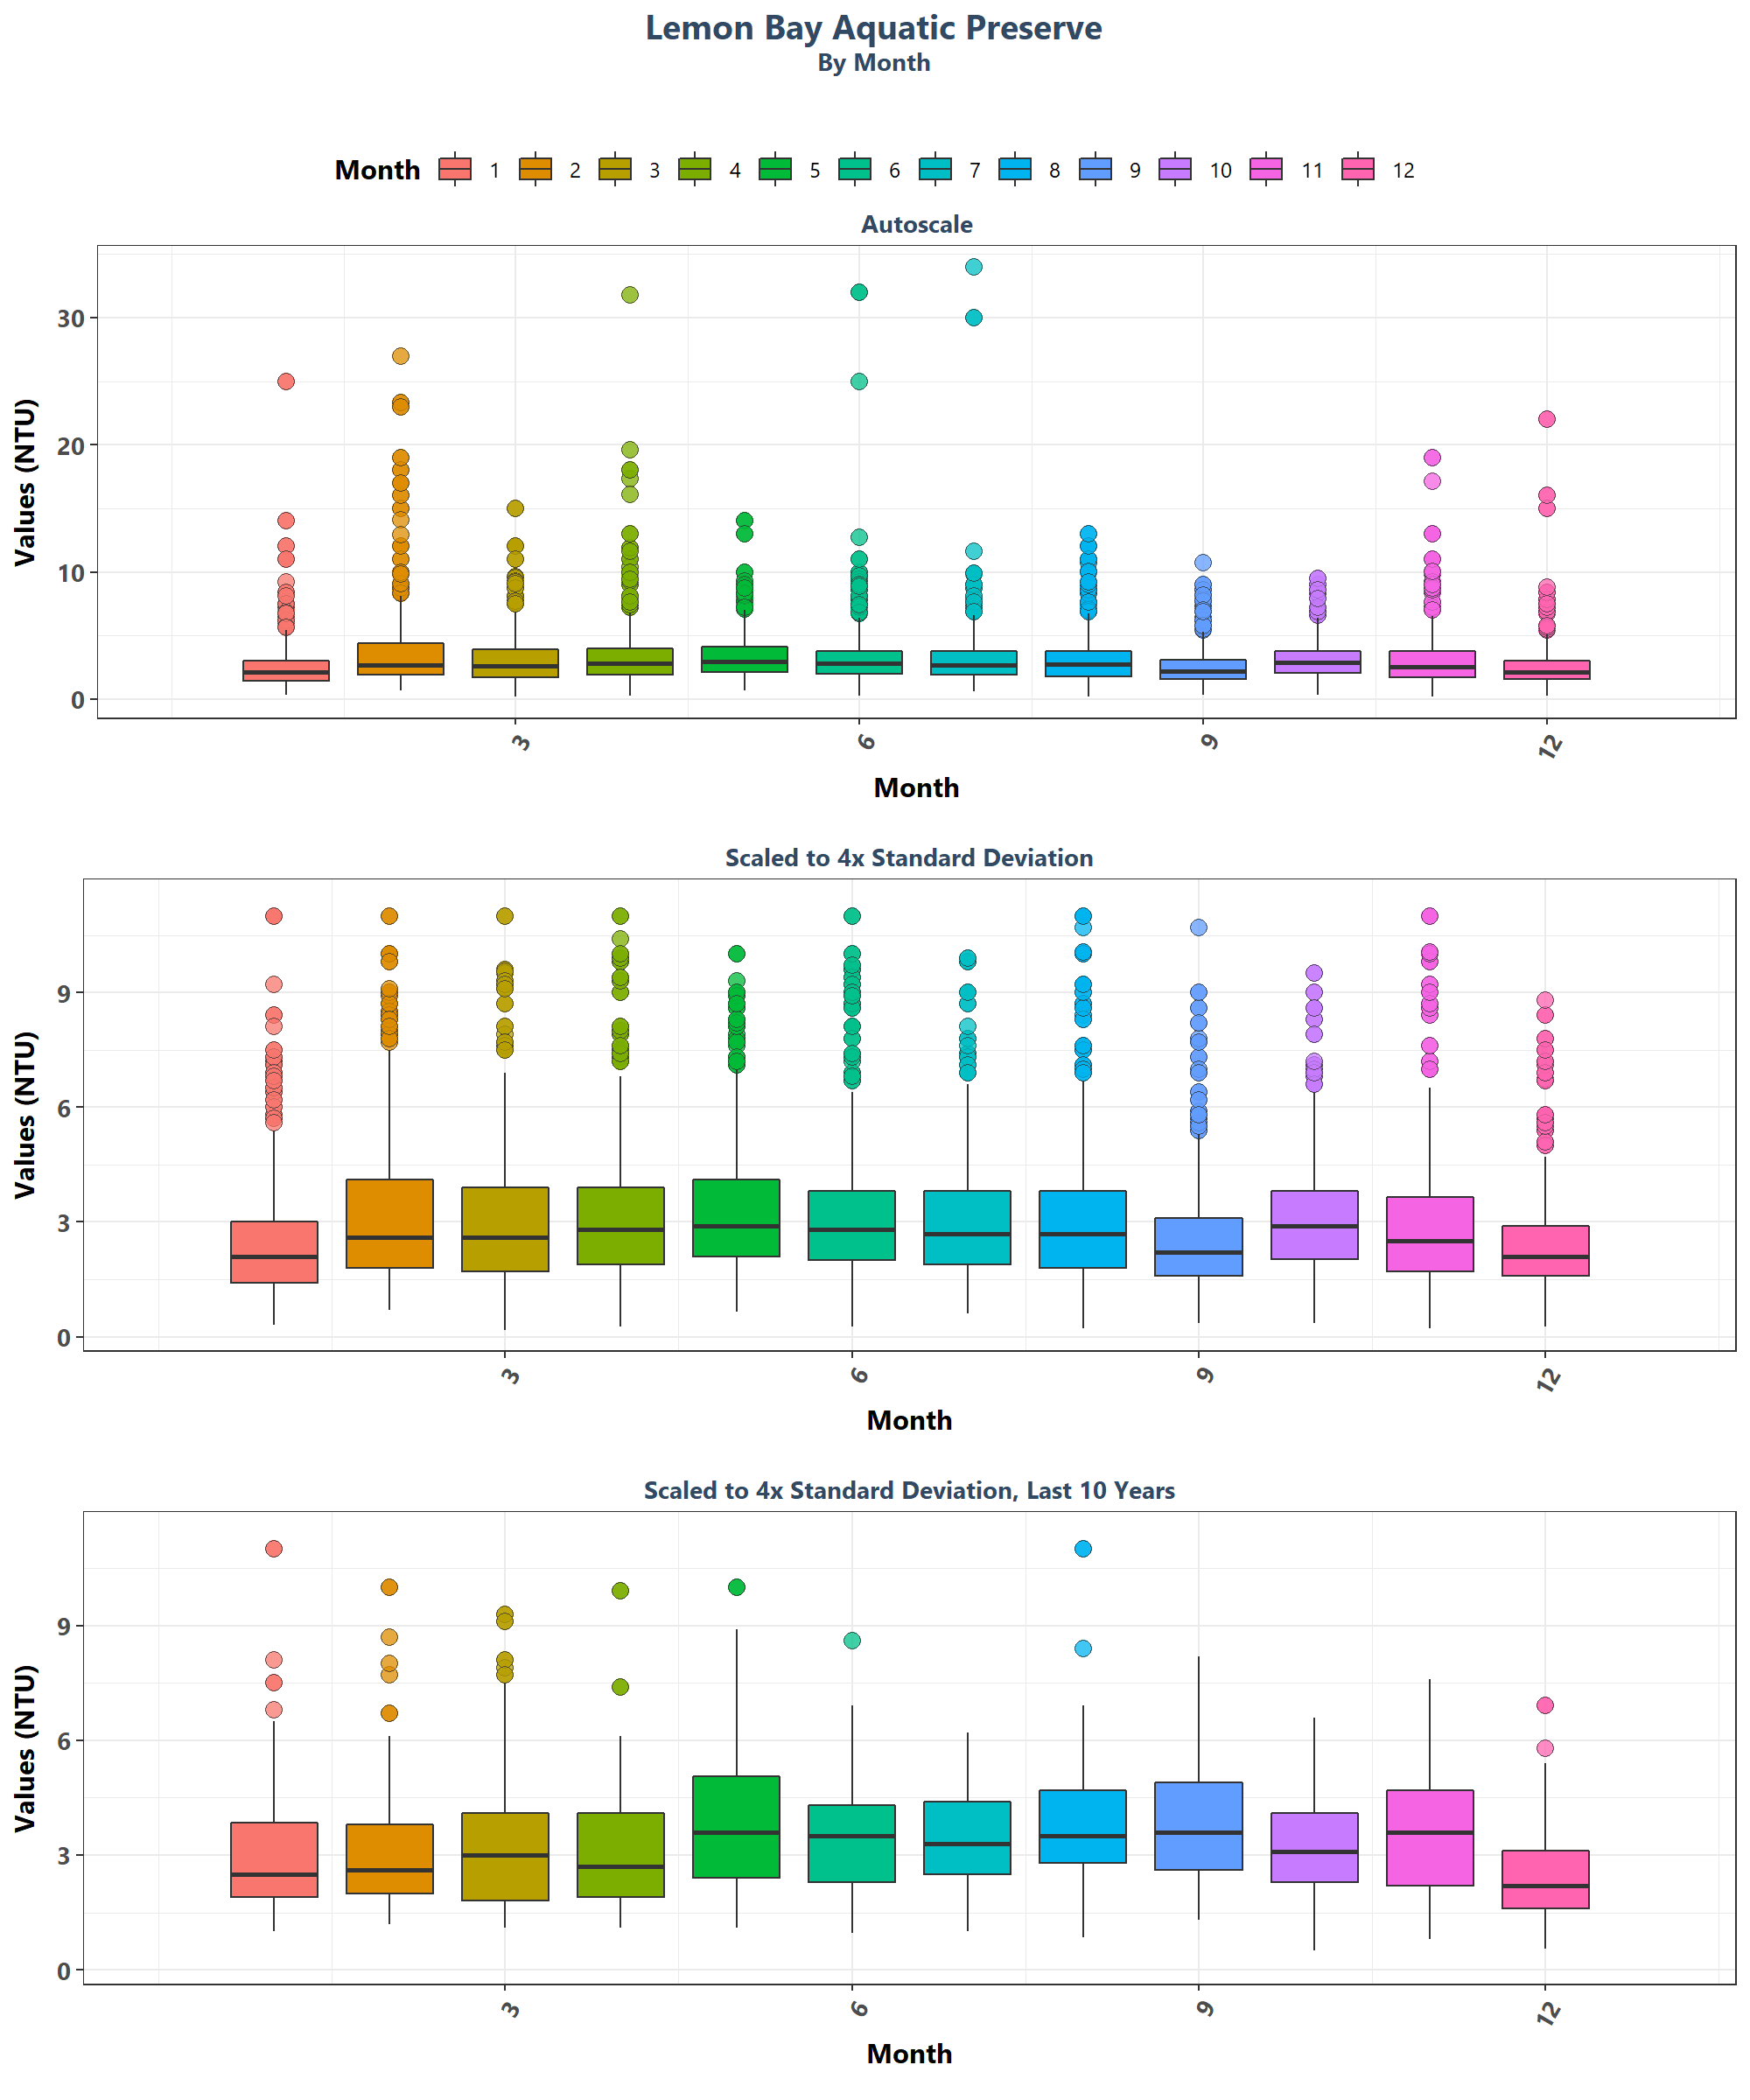 Lemon Bay Aquatic Preserve
By Month
Month 1 2 3 4 5 6 7 8 9 10 11 12
Autoscale
Values (NTU)
30
20
10
0
3 6 9 12
Month
Scaled to 4x Standard Deviation
Values (NTU)
9
6
3
0
3 6 9 12
Month
Scaled to 4x Standard Deviation, Last 10 Years
Values (NTU)
9
6
3
0
3 6 9 12
Month